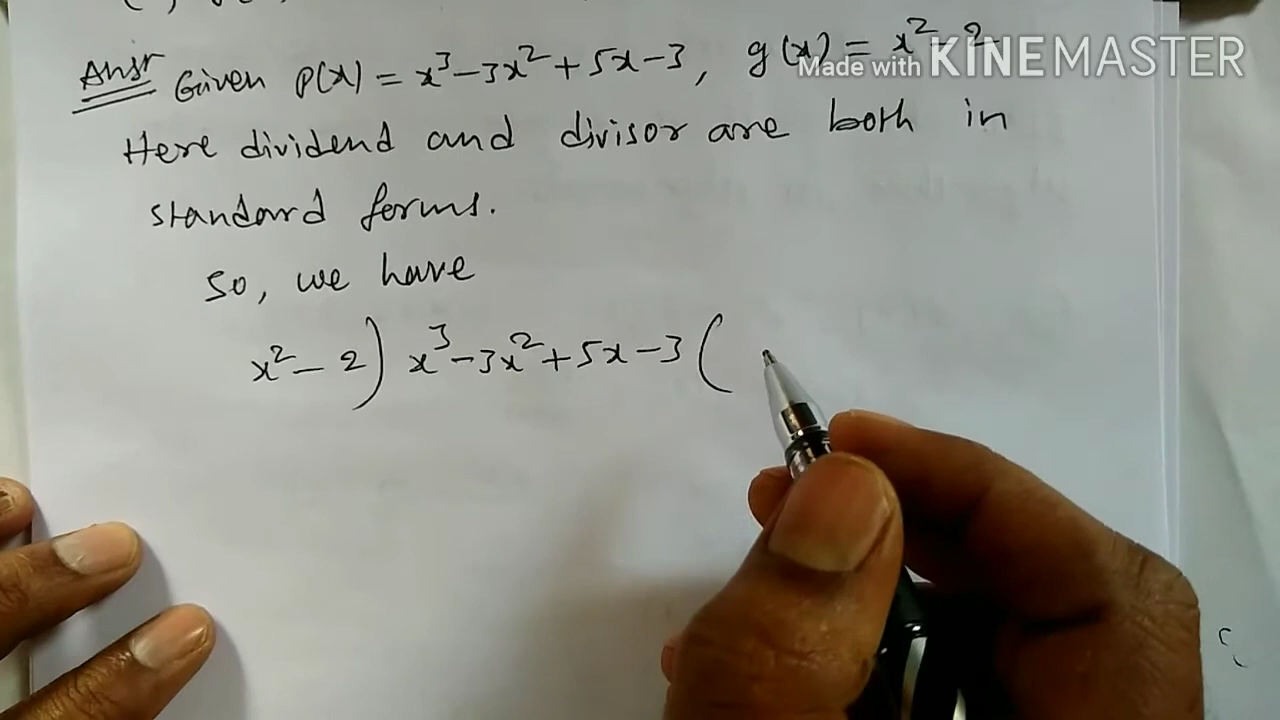 Ansr Given p(x) = x³-3x²+5x-3, g(x) = x²-2
Made with KINEMASTER
Here dividend and divisor are both in
standard forms.
So, we have
x²-2) x³-3x²+5x-3 (